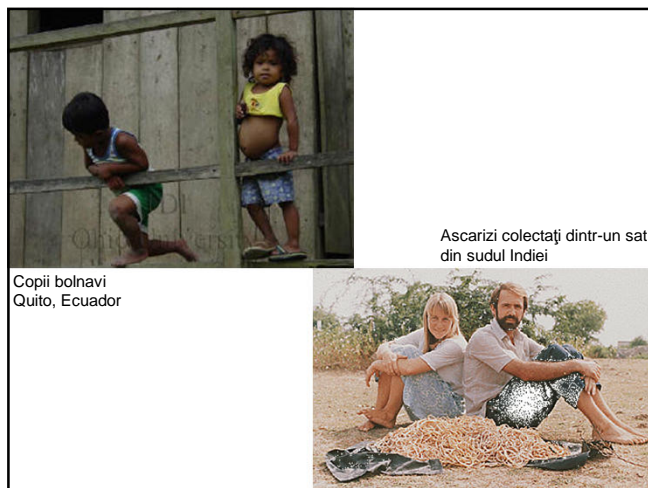 Ascarizi colectaţi dintr-un sat
din sudul Indiei
Copii bolnavi
Quito, Ecuador